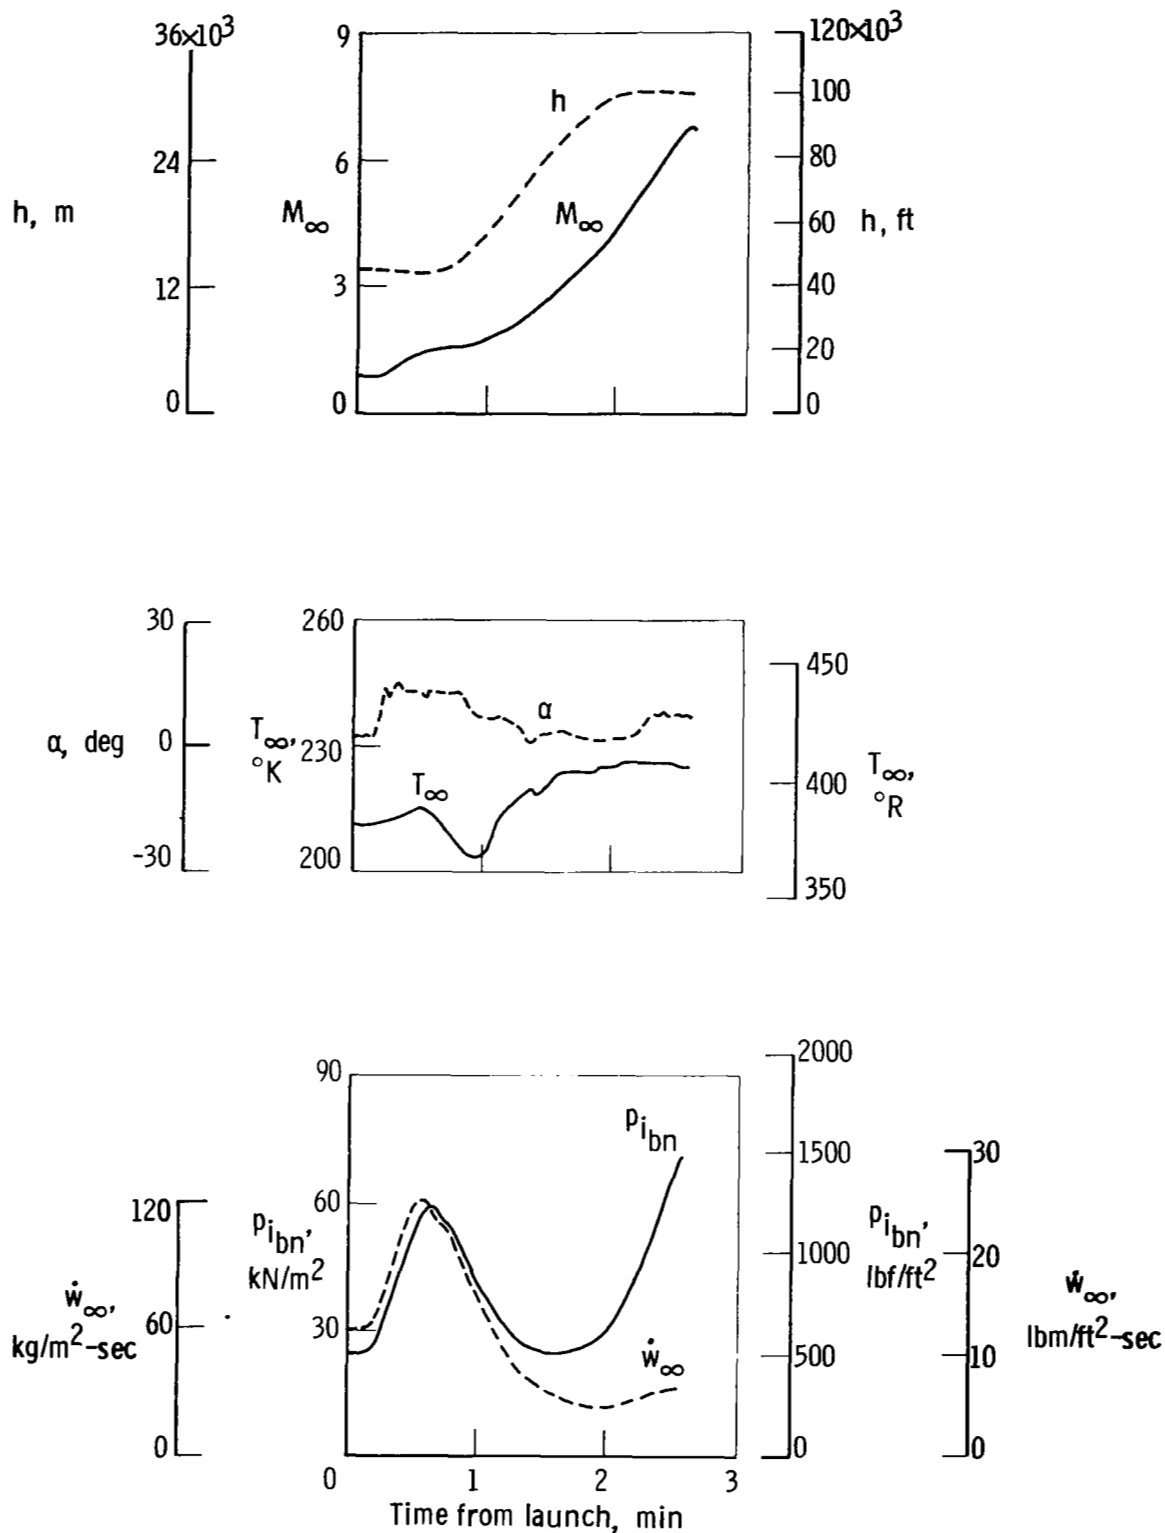 36×10³
9
120×10³
h
100
24
6
80
h, m
M∞
M∞
60
h, ft
12
3
40
20
0
0
0
30
260
450
α
α, deg
0
T∞,
°K
230
T∞
400
T∞,
°R
-30
200
350
2000
90
p_i_bn
1500
30
120
60
p_i_bn,
kN/m²
1000
p_i_bn,
lbf/ft²
20
ẇ∞,
kg/m²-sec
60
30
ẇ∞
500
10
ẇ∞,
lbm/ft²-sec
0
0
0
0 1 2 3
Time from launch, min